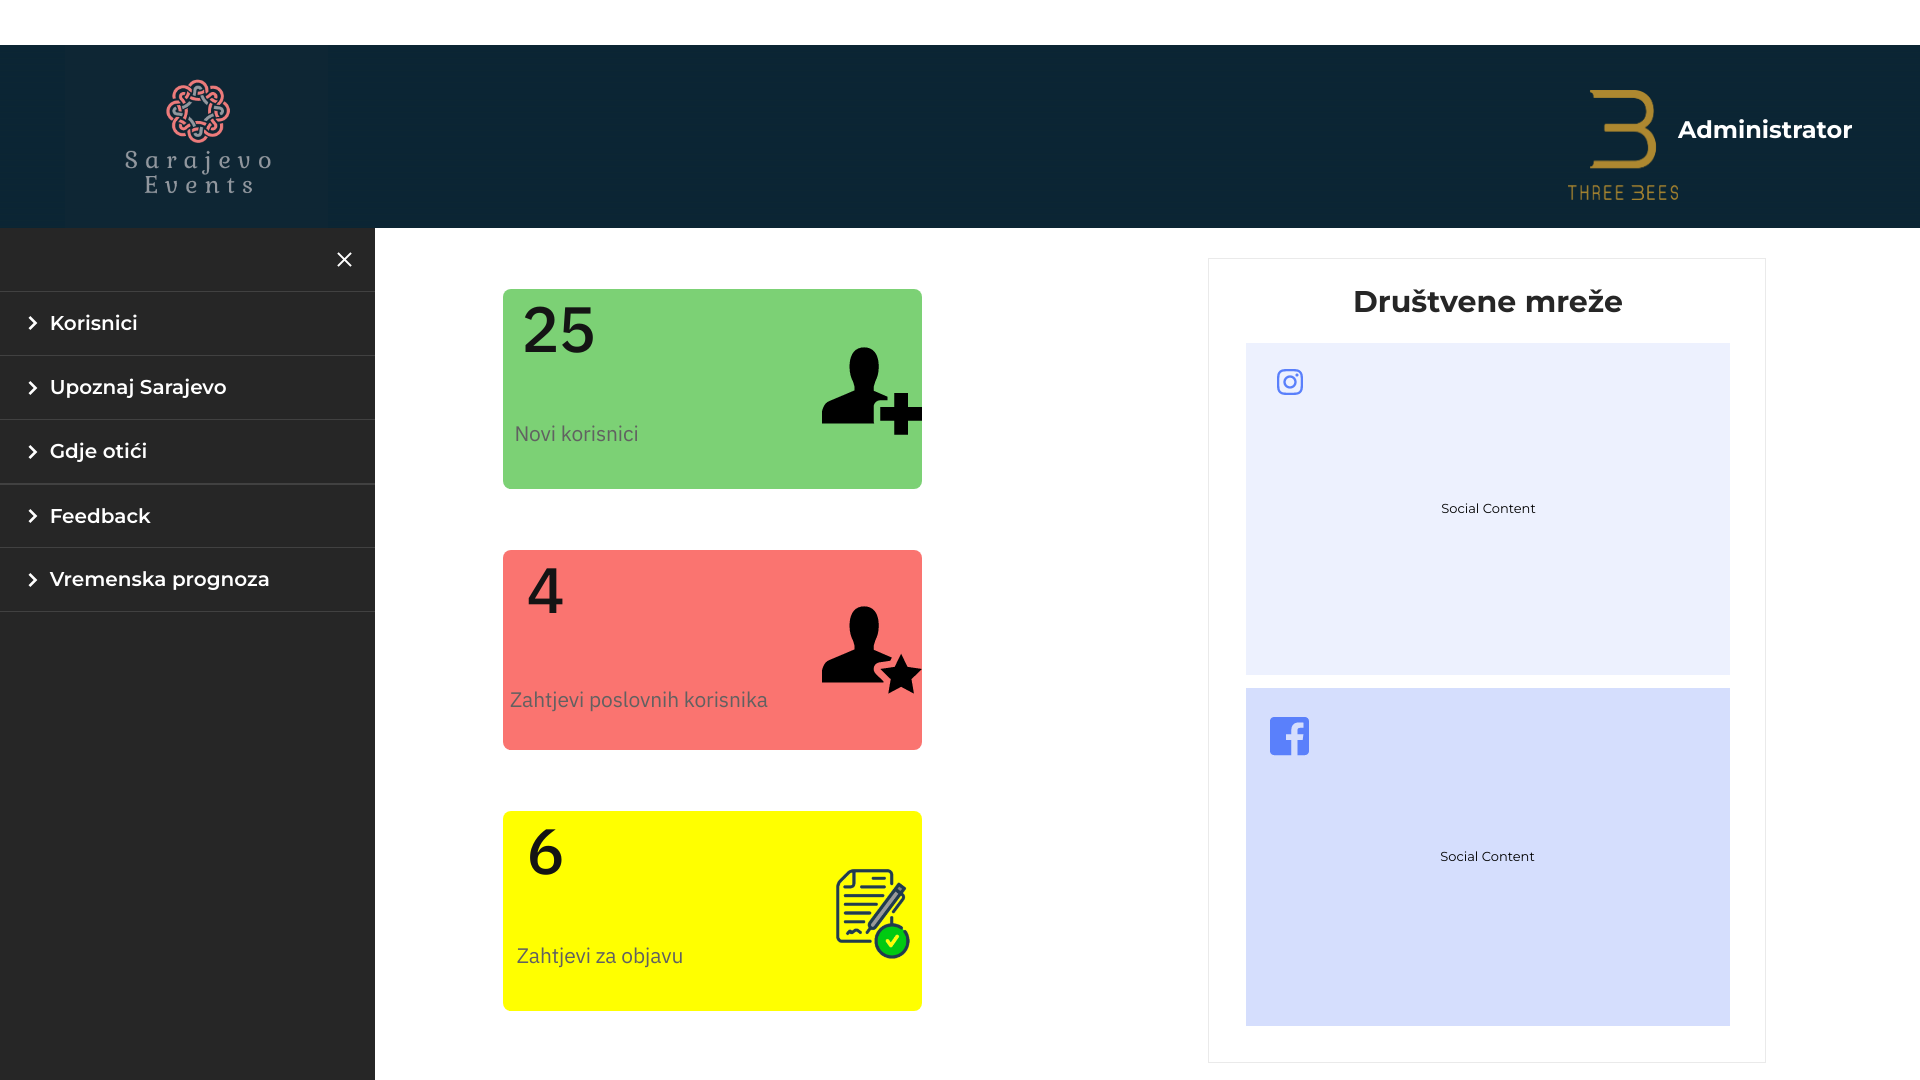 Sarajevo
Events
THREE BEES
Administrator
Korisnici
Upoznaj Sarajevo
Gdje otići
Feedback
Vremenska prognoza
25
Novi korisnici
4
Zahtjevi poslovnih korisnika
6
Zahtjevi za objavu
Društvene mreže
Social Content
Social Content